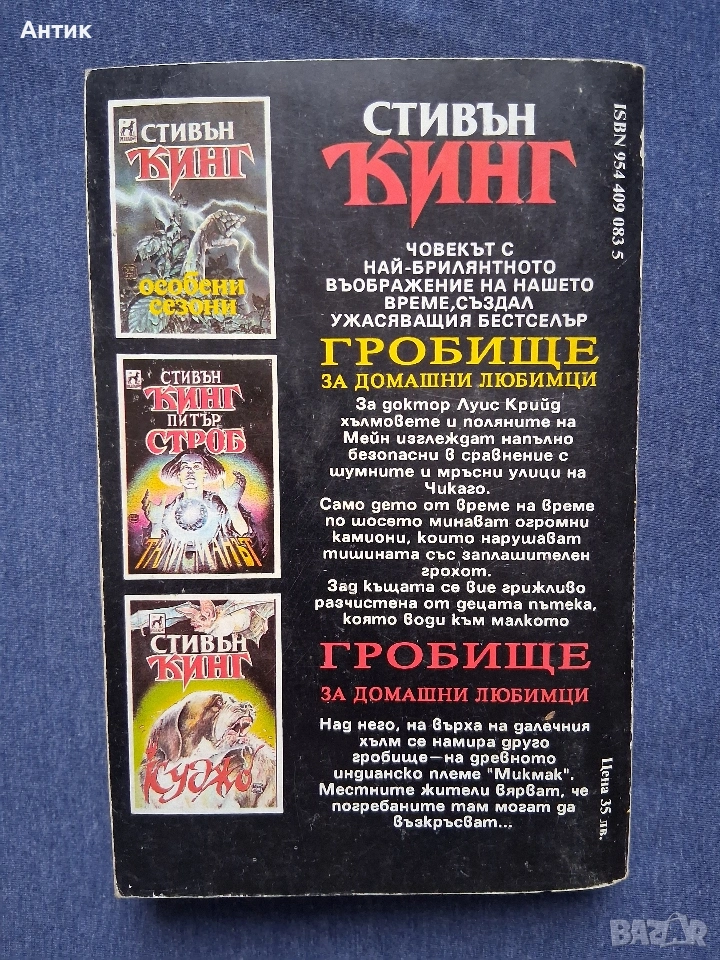 Антик
СТИВЪН
КИНГ
особени
сезони
СТИВЪН
КИНГ
ПИТЪР
СТРОБ
ТАЛИСМАНЪТ
СТИВЪН
КИНГ
Куджо
СТИВЪН
КИНГ
ЧОВЕКЪТ С
НАЙ-БРИЛЯНТНОТО
ВЪОБРАЖЕНИЕ НА НАШЕТО
ВРЕМЕ,СЪЗДАЛ
УЖАСЯВАЩИЯ БЕСТСЕЛЪР
ГРОБИЩЕ
ЗА ДОМАШНИ ЛЮБИМЦИ
За доктор Луис Крийд
хълмовете и поляните на
Мейн изглеждат напълно
безопасни в сравнение с
шумните и мръсни улици на
Чикаго.
Само дето от време на време
по шосето минават огромни
камиони, които нарушават
тишината със заплашителен
грохот.
Зад къщата се вие грижливо
разчистена от децата пътека,
която води към малкото
ГРОБИЩЕ
ЗА ДОМАШНИ ЛЮБИМЦИ
Над него, на върха на далечния
хълм се намира друго
гробище—на древното
индианско племе "Микмак".
Местните жители вярват, че
погребаните там могат да
възкръсват...
ISBN 954 409 083 5
Цена 35 лв.
BAZAR